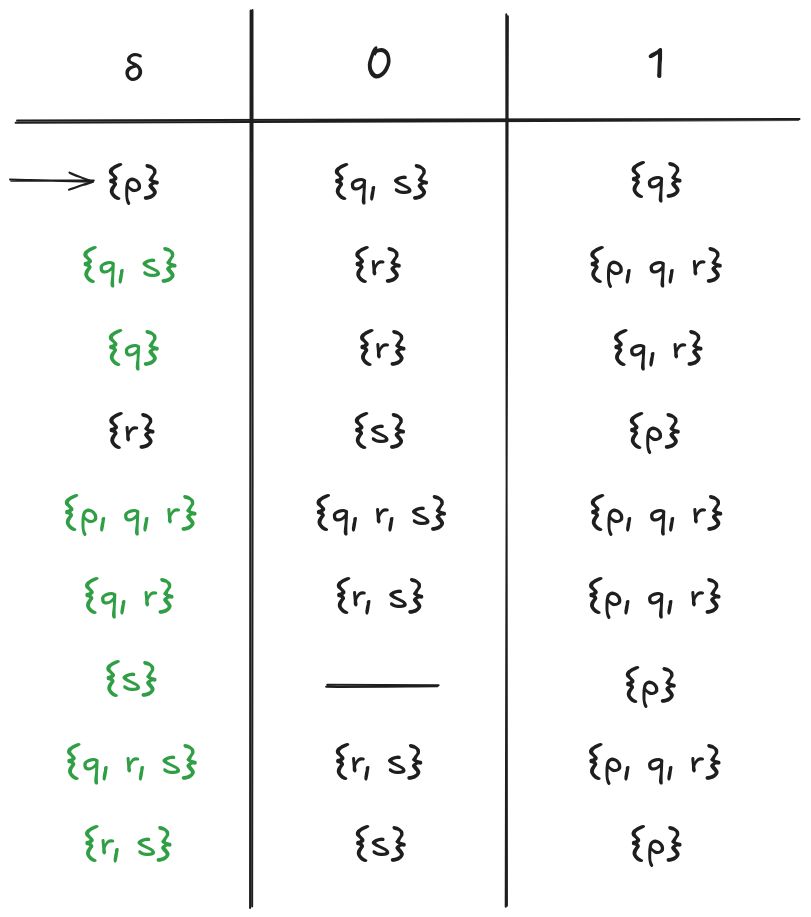 δ 0 1
{p} {q, s} {q}
{q, s} {r} {p, q, r}
{q} {r} {q, r}
{r} {s} {p}
{p, q, r} {q, r, s} {p, q, r}
{q, r} {r, s} {p, q, r}
{s} — {p}
{q, r, s} {r, s} {p, q, r}
{r, s} {s} {p}